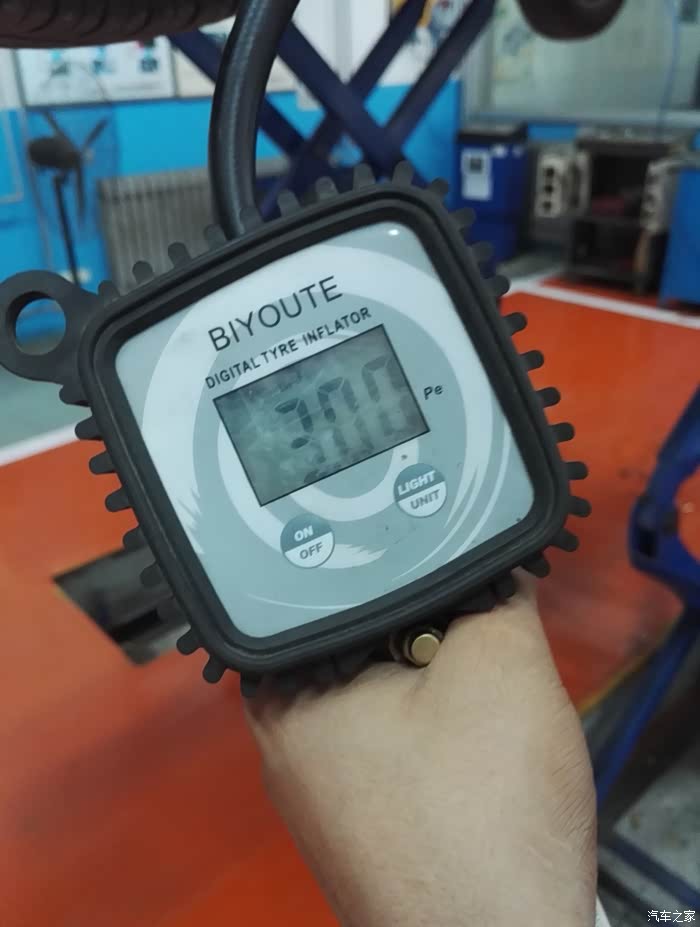 BIYOUTE
DIGITAL TYRE INFLATOR
300
Pe
ON
OFF
LIGHT
UNIT
汽车之家